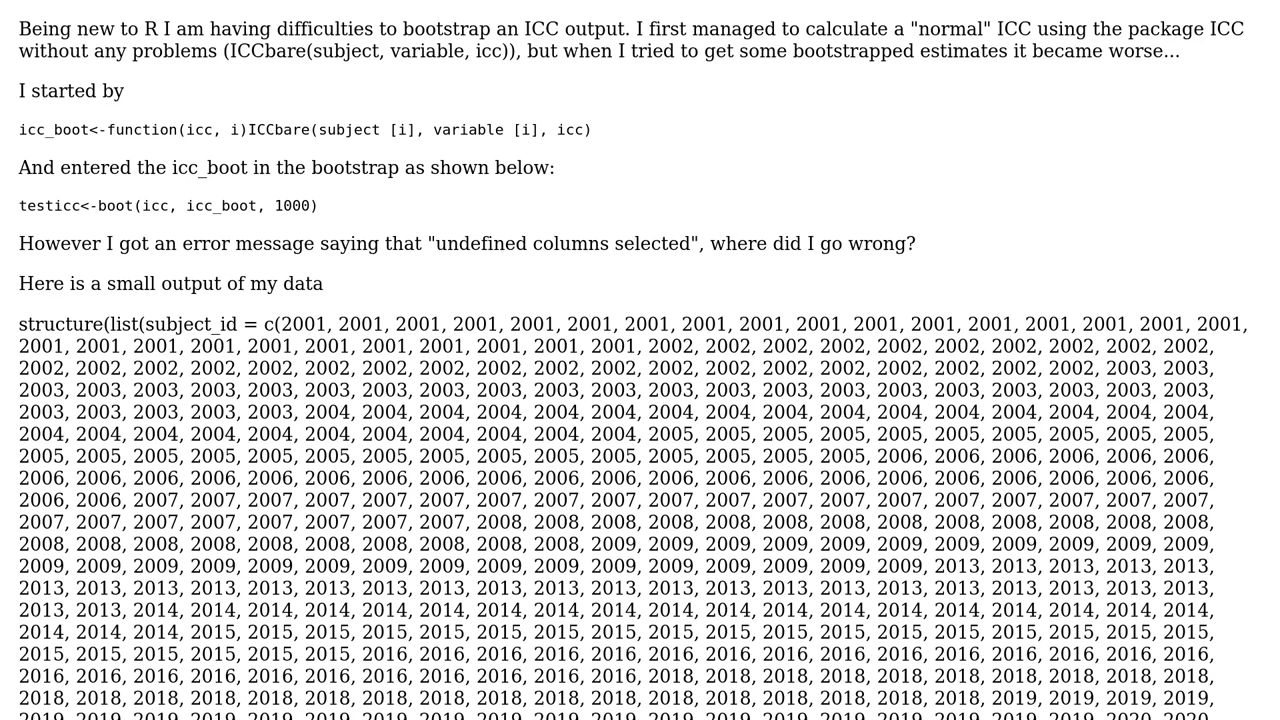 Being new to R I am having difficulties to bootstrap an ICC output. I first managed to calculate a "normal" ICC using the package ICC
without any problems (ICCbare(subject, variable, icc)), but when I tried to get some bootstrapped estimates it became worse...
I started by
icc_boot<-function(icc, i)ICCbare(subject [i], variable [i], icc)
And entered the icc_boot in the bootstrap as shown below:
testicc<-boot(icc, icc_boot, 1000)
However I got an error message saying that "undefined columns selected", where did I go wrong?
Here is a small output of my data
structure(list(subject_id = c(2001, 2001, 2001, 2001, 2001, 2001, 2001, 2001, 2001, 2001, 2001, 2001, 2001, 2001, 2001, 2001, 2001,
2001, 2001, 2001, 2001, 2001, 2001, 2001, 2001, 2001, 2001, 2001, 2002, 2002, 2002, 2002, 2002, 2002, 2002, 2002, 2002, 2002,
2002, 2002, 2002, 2002, 2002, 2002, 2002, 2002, 2002, 2002, 2002, 2002, 2002, 2002, 2002, 2002, 2002, 2002, 2002, 2003, 2003,
2003, 2003, 2003, 2003, 2003, 2003, 2003, 2003, 2003, 2003, 2003, 2003, 2003, 2003, 2003, 2003, 2003, 2003, 2003, 2003, 2003,
2003, 2003, 2003, 2003, 2003, 2004, 2004, 2004, 2004, 2004, 2004, 2004, 2004, 2004, 2004, 2004, 2004, 2004, 2004, 2004, 2004,
2004, 2004, 2004, 2004, 2004, 2004, 2004, 2004, 2004, 2004, 2004, 2005, 2005, 2005, 2005, 2005, 2005, 2005, 2005, 2005, 2005,
2005, 2005, 2005, 2005, 2005, 2005, 2005, 2005, 2005, 2005, 2005, 2005, 2005, 2005, 2005, 2006, 2006, 2006, 2006, 2006, 2006,
2006, 2006, 2006, 2006, 2006, 2006, 2006, 2006, 2006, 2006, 2006, 2006, 2006, 2006, 2006, 2006, 2006, 2006, 2006, 2006, 2006,
2006, 2006, 2007, 2007, 2007, 2007, 2007, 2007, 2007, 2007, 2007, 2007, 2007, 2007, 2007, 2007, 2007, 2007, 2007, 2007, 2007,
2007, 2007, 2007, 2007, 2007, 2007, 2007, 2008, 2008, 2008, 2008, 2008, 2008, 2008, 2008, 2008, 2008, 2008, 2008, 2008, 2008,
2008, 2008, 2008, 2008, 2008, 2008, 2008, 2008, 2008, 2008, 2009, 2009, 2009, 2009, 2009, 2009, 2009, 2009, 2009, 2009, 2009,
2009, 2009, 2009, 2009, 2009, 2009, 2009, 2009, 2009, 2009, 2009, 2009, 2009, 2009, 2009, 2013, 2013, 2013, 2013, 2013,
2013, 2013, 2013, 2013, 2013, 2013, 2013, 2013, 2013, 2013, 2013, 2013, 2013, 2013, 2013, 2013, 2013, 2013, 2013, 2013,
2013, 2013, 2014, 2014, 2014, 2014, 2014, 2014, 2014, 2014, 2014, 2014, 2014, 2014, 2014, 2014, 2014, 2014, 2014, 2014, 2014,
2014, 2014, 2014, 2015, 2015, 2015, 2015, 2015, 2015, 2015, 2015, 2015, 2015, 2015, 2015, 2015, 2015, 2015, 2015, 2015, 2015,
2015, 2015, 2015, 2015, 2015, 2015, 2016, 2016, 2016, 2016, 2016, 2016, 2016, 2016, 2016, 2016, 2016, 2016, 2016, 2016, 2016,
2016, 2016, 2016, 2016, 2016, 2016, 2016, 2016, 2016, 2016, 2018, 2018, 2018, 2018, 2018, 2018, 2018, 2018, 2018, 2018,
2018, 2018, 2018, 2018, 2018, 2018, 2018, 2018, 2018, 2018, 2018, 2018, 2018, 2018, 2018, 2018, 2018, 2019, 2019, 2019, 2019,